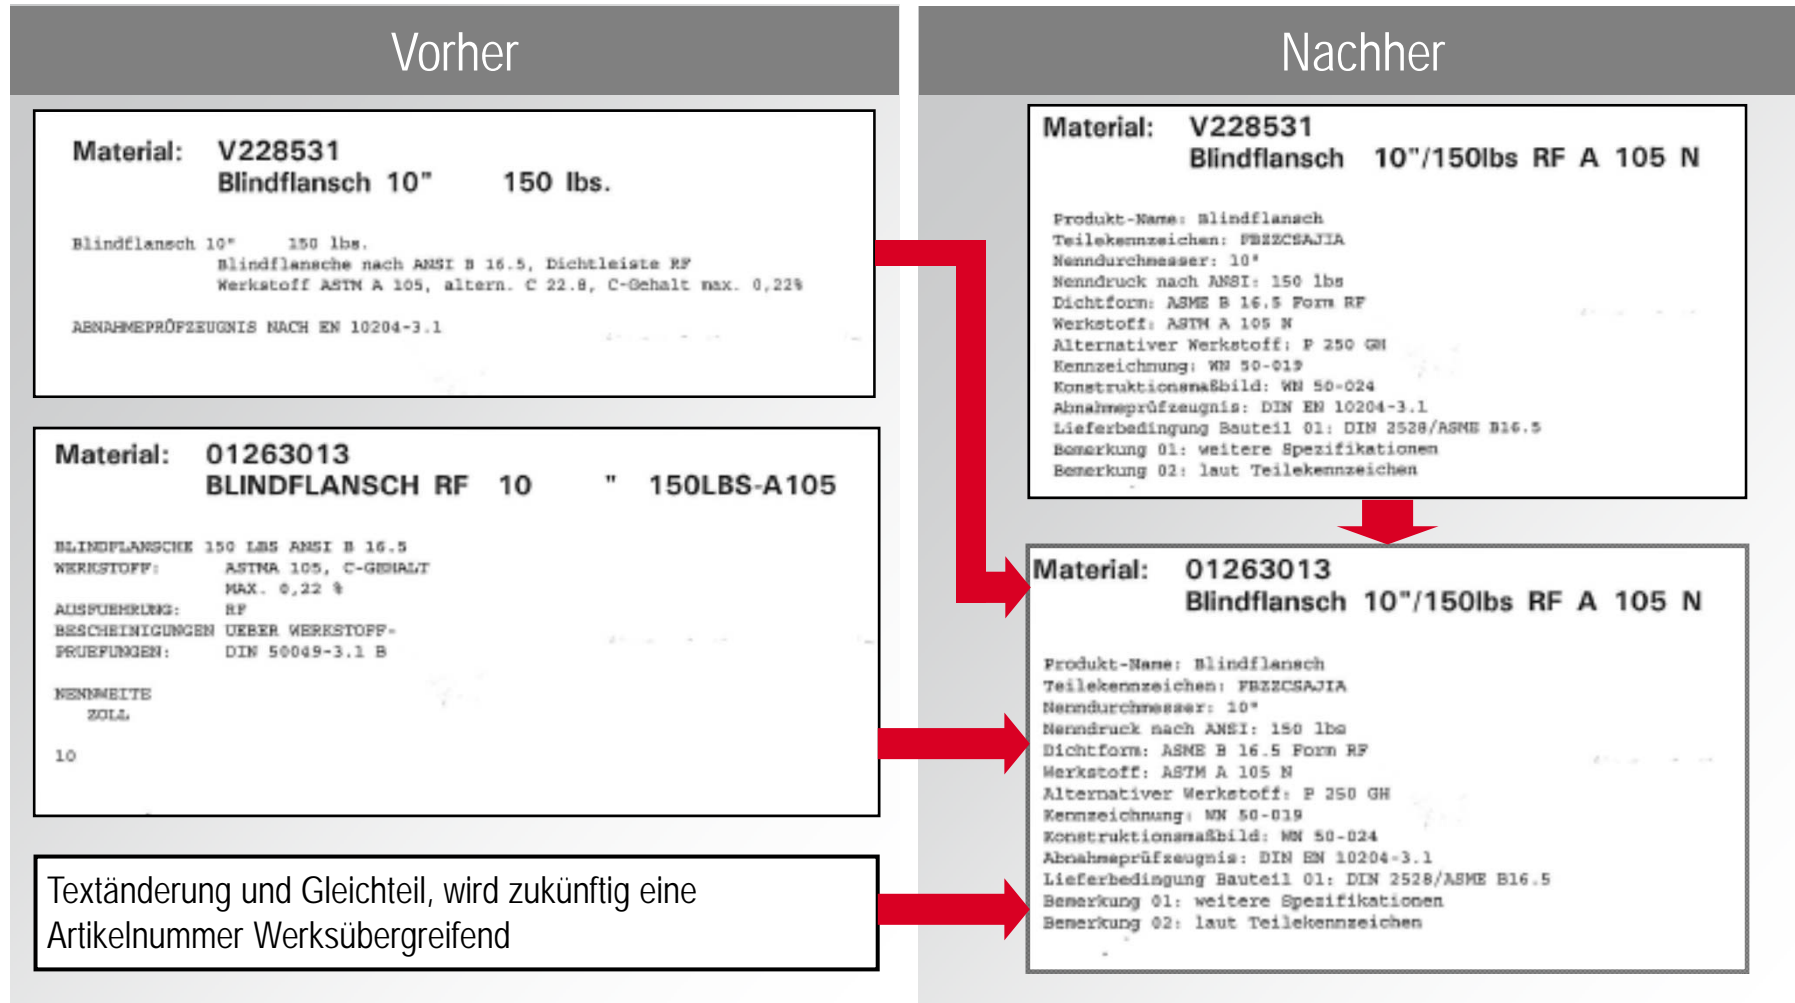 Vorher
Material: V228531
Blindflansch 10" 150 lbs.
Blindflansch 10" 150 lbs.
Blindflansche nach ANSI B 16.5, Dichtleiste RF
Werkstoff ASTM A 105, altern. C 22.8, C-Gehalt max. 0,22%
ABNAHMEPRÜFZEUGNIS NACH EN 10204-3.1
Material: 01263013
BLINDFLANSCH RF 10 " 150LBS-A105
BLINDFLANSCHE 150 LBS ANSI B 16.5
WERKSTOFF: ASTMA 105, C-GEHALT
MAX. 0,22 %
AUSFUEHRUNG: RF
BESCHEINIGUNGEN UEBER WERKSTOFF-
PRUEFUNGEN: DIN 50049-3.1 B
NENNWEITE
ZOLL
10
Textänderung und Gleichteil, wird zukünftig eine
Artikelnummer Werksübergreifend
Nachher
Material: V228531
Blindflansch 10"/150lbs RF A 105 N
Produkt-Name: Blindflansch
Teilekennzeichen: FBZZCSAJIA
Nenndurchmesser: 10"
Nenndruck nach ANSI: 150 lbs
Dichtform: ASME B 16.5 Form RF
Werkstoff: ASTM A 105 N
Alternativer Werkstoff: P 250 GH
Kennzeichnung: WN 50-019
Konstruktionsmaßbild: WN 50-024
Abnahmeprüfzeugnis: DIN EN 10204-3.1
Lieferbedingung Bauteil 01: DIN 2528/ASME B16.5
Bemerkung 01: weitere Spezifikationen
Bemerkung 02: laut Teilekennzeichen
Material: 01263013
Blindflansch 10"/150lbs RF A 105 N
Produkt-Name: Blindflansch
Teilekennzeichen: FBZZCSAJIA
Nenndurchmesser: 10"
Nenndruck nach ANSI: 150 lbs
Dichtform: ASME B 16.5 Form RF
Werkstoff: ASTM A 105 N
Alternativer Werkstoff: P 250 GH
Kennzeichnung: WN 50-019
Konstruktionsmaßbild: WN 50-024
Abnahmeprüfzeugnis: DIN EN 10204-3.1
Lieferbedingung Bauteil 01: DIN 2528/ASME B16.5
Bemerkung 01: weitere Spezifikationen
Bemerkung 02: laut Teilekennzeichen